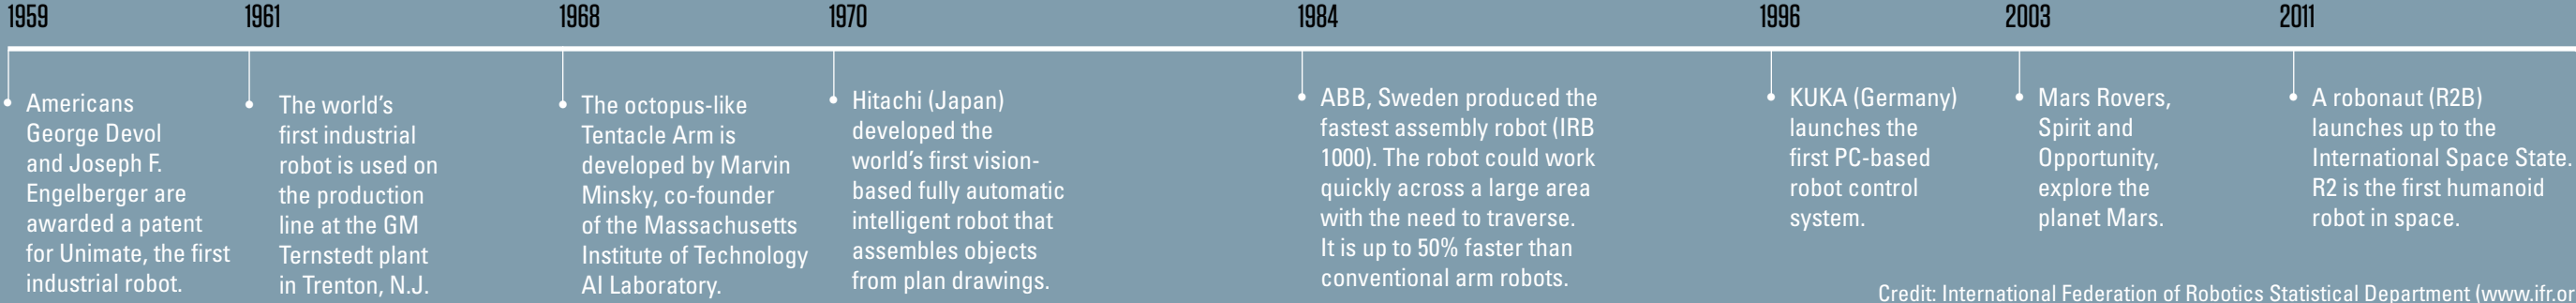 1959
Americans
George Devol
and Joseph F.
Engelberger are
awarded a patent
for Unimate, the first
industrial robot.
1961
The world’s
first industrial
robot is used on
the production
line at the GM
Ternstedt plant
in Trenton, N.J.
1968
The octopus-like
Tentacle Arm is
developed by Marvin
Minsky, co-founder
of the Massachusetts
Institute of Technology
AI Laboratory.
1970
Hitachi (Japan)
developed the
world’s first vision-
based fully automatic
intelligent robot that
assembles objects
from plan drawings.
1984
ABB, Sweden produced the
fastest assembly robot (IRB
1000). The robot could work
quickly across a large area
with the need to traverse.
It is up to 50% faster than
conventional arm robots.
1996
KUKA (Germany)
launches the
first PC-based
robot control
system.
2003
Mars Rovers,
Spirit and
Opportunity,
explore the
planet Mars.
2011
A robonaut (R2B)
launches up to the
International Space State.
R2 is the first humanoid
robot in space.
Credit: International Federation of Robotics Statistical Department